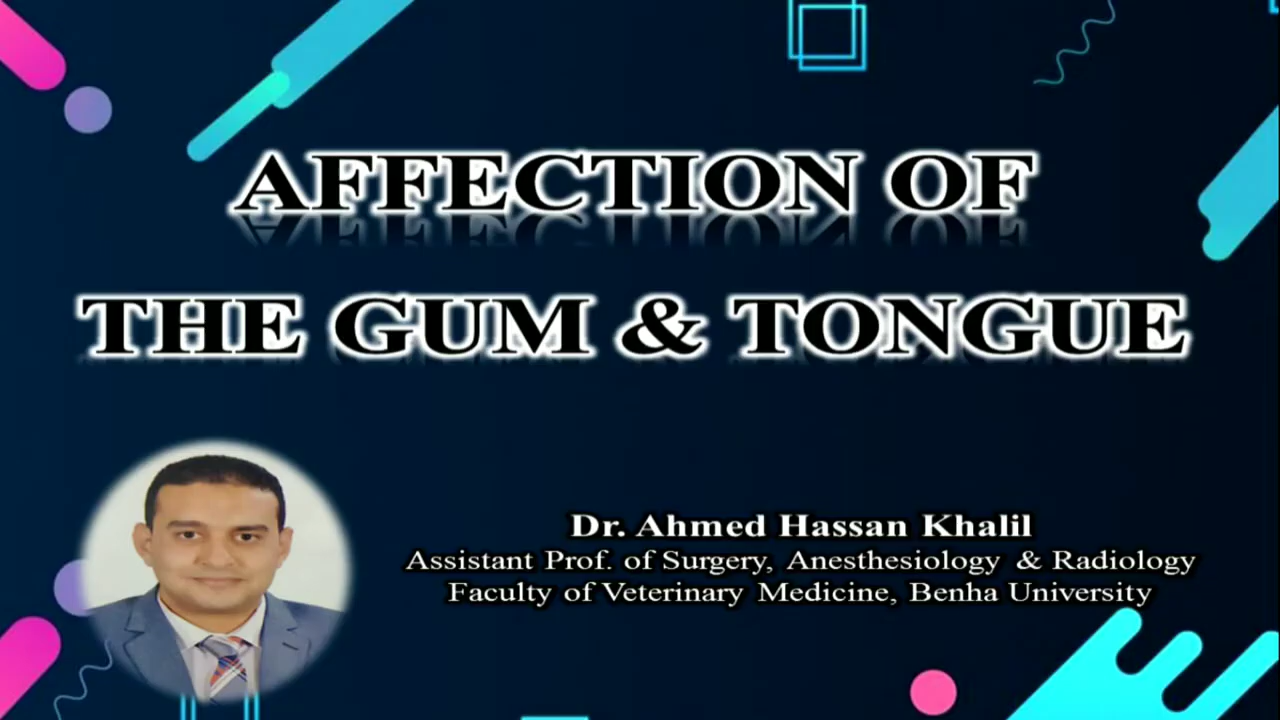 AFFECTION OF
THE GUM & TONGUE
Dr. Ahmed Hassan Khalil
Assistant Prof. of Surgery, Anesthesiology & Radiology
Faculty of Veterinary Medicine, Benha University